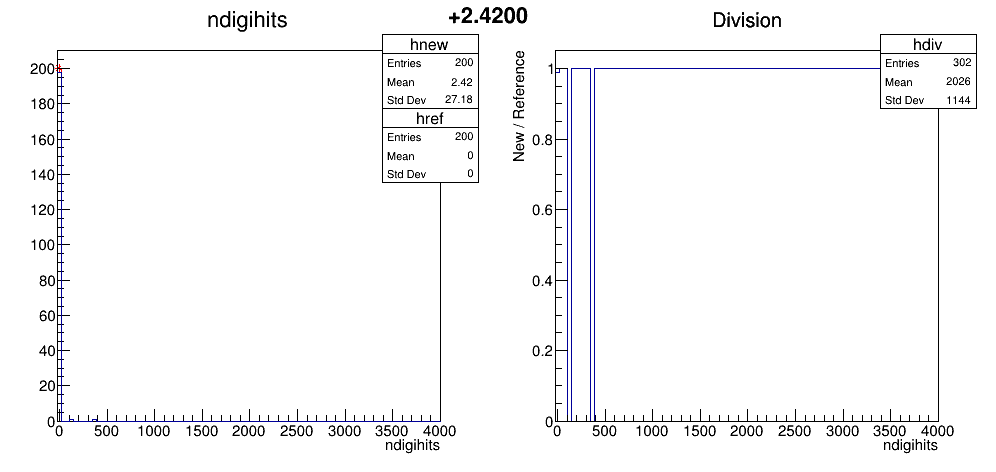 ndigihits
+2.4200
Division
hnew
Entries 200
Mean 2.42
Std Dev 27.18
href
Entries 200
Mean 0
Std Dev 0
200
180
160
140
120
100
80
60
40
20
0
0 500 1000 1500 2000 2500 3000 3500 4000
ndigihits
hdiv
Entries 302
Mean 2026
Std Dev 1144
New / Reference
1
0.8
0.6
0.4
0.2
0
0 500 1000 1500 2000 2500 3000 3500 4000
ndigihits